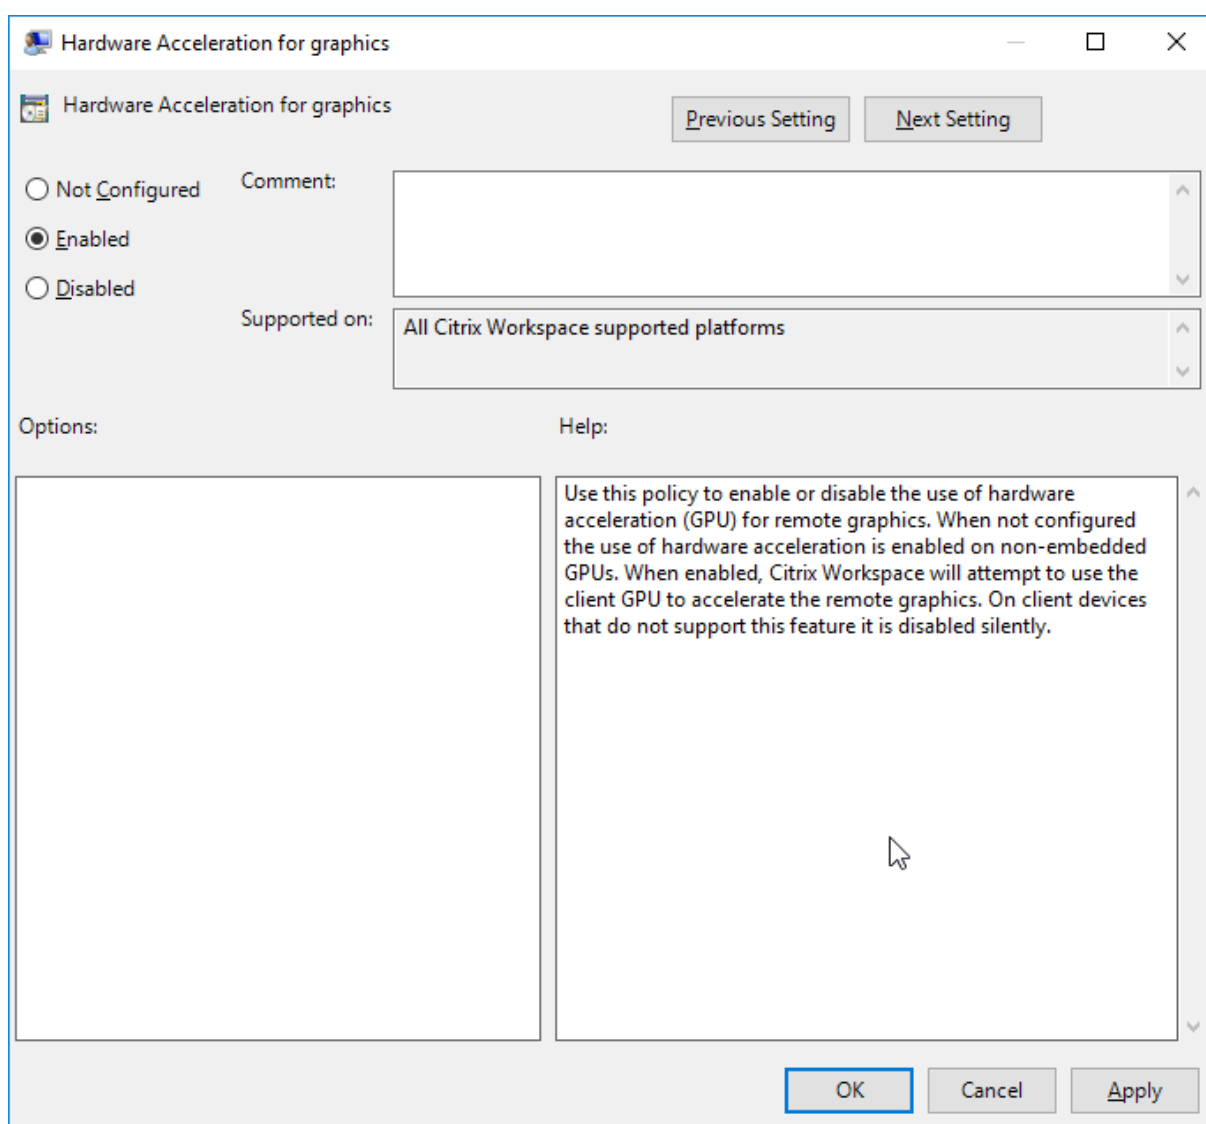 Hardware Acceleration for graphics
Hardware Acceleration for graphics
Previous Setting
Next Setting
Not Configured
Comment:
Enabled
Disabled
Supported on:
All Citrix Workspace supported platforms
Options:
Help:
Use this policy to enable or disable the use of hardware
acceleration (GPU) for remote graphics. When not configured
the use of hardware acceleration is enabled on non-embedded
GPUs. When enabled, Citrix Workspace will attempt to use the
client GPU to accelerate the remote graphics. On client devices
that do not support this feature it is disabled silently.
OK
Cancel
Apply